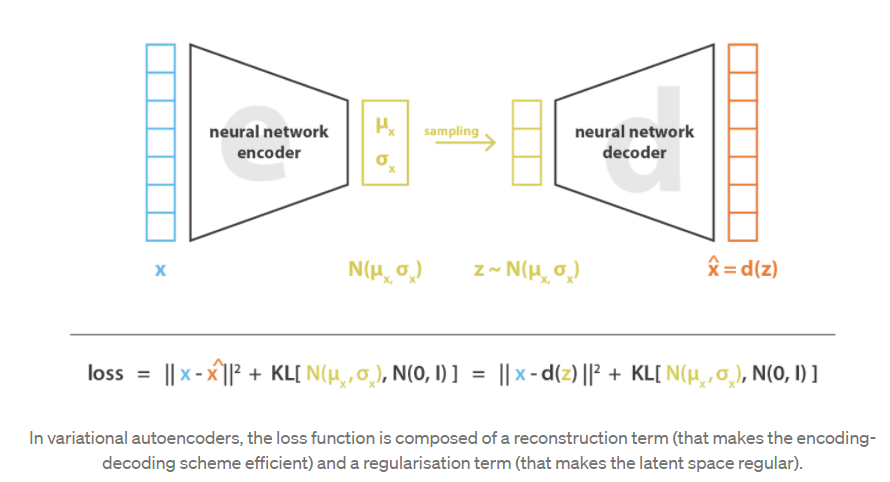 e
d
neural network
encoder
μₓ
σₓ
sampling
neural network
decoder
x
N(μₓ, σₓ)
z ~ N(μₓ, σₓ)
x̂ = d(z)
loss = || x - x̂ ||² + KL[ N(μₓ, σₓ), N(0, I) ] = || x - d(z) ||² + KL[ N(μₓ, σₓ), N(0, I) ]
In variational autoencoders, the loss function is composed of a reconstruction term (that makes the encoding-
decoding scheme efficient) and a regularisation term (that makes the latent space regular).